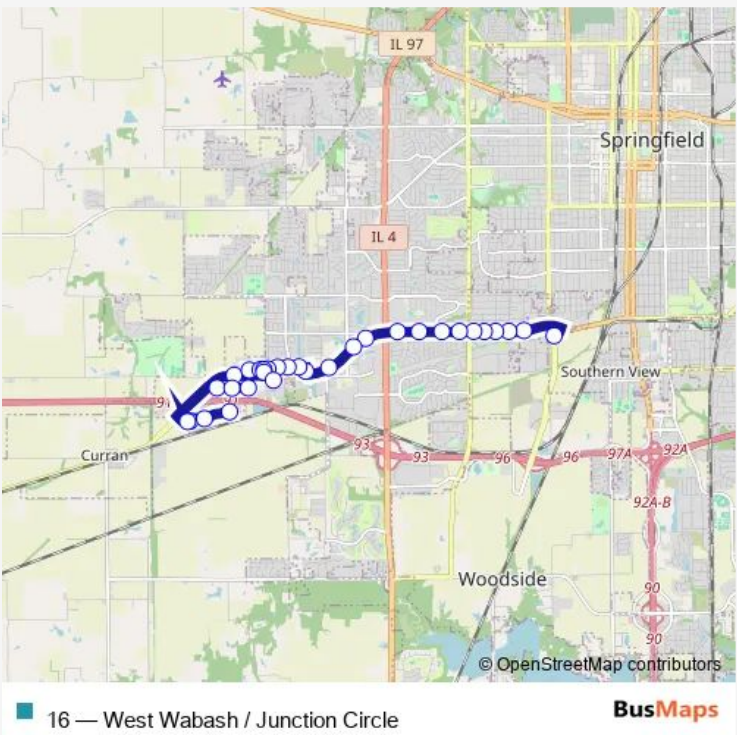 IL 97
Springfield
IL 4
Southern View
Curran
93
93
96
96
97A
92A
92A-B
Woodside
90
90
© OpenStreetMap contributors
16 — West Wabash / Junction Circle
BusMaps